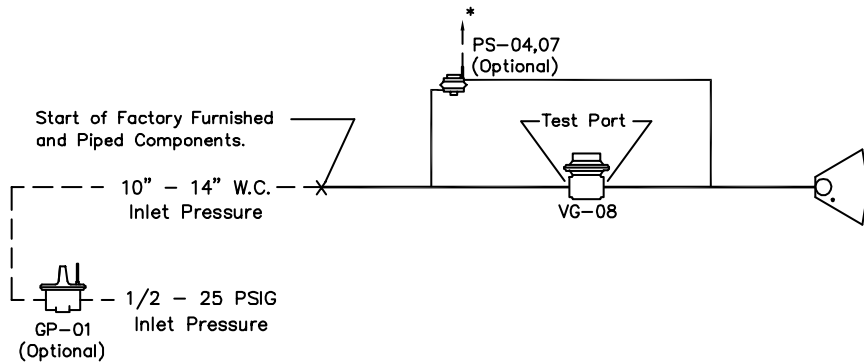 *
PS-04,07
(Optional)
Start of Factory Furnished
and Piped Components.
Test Port
10" - 14" W.C.
Inlet Pressure
VG-08
1/2 - 25 PSIG
Inlet Pressure
GP-01
(Optional)